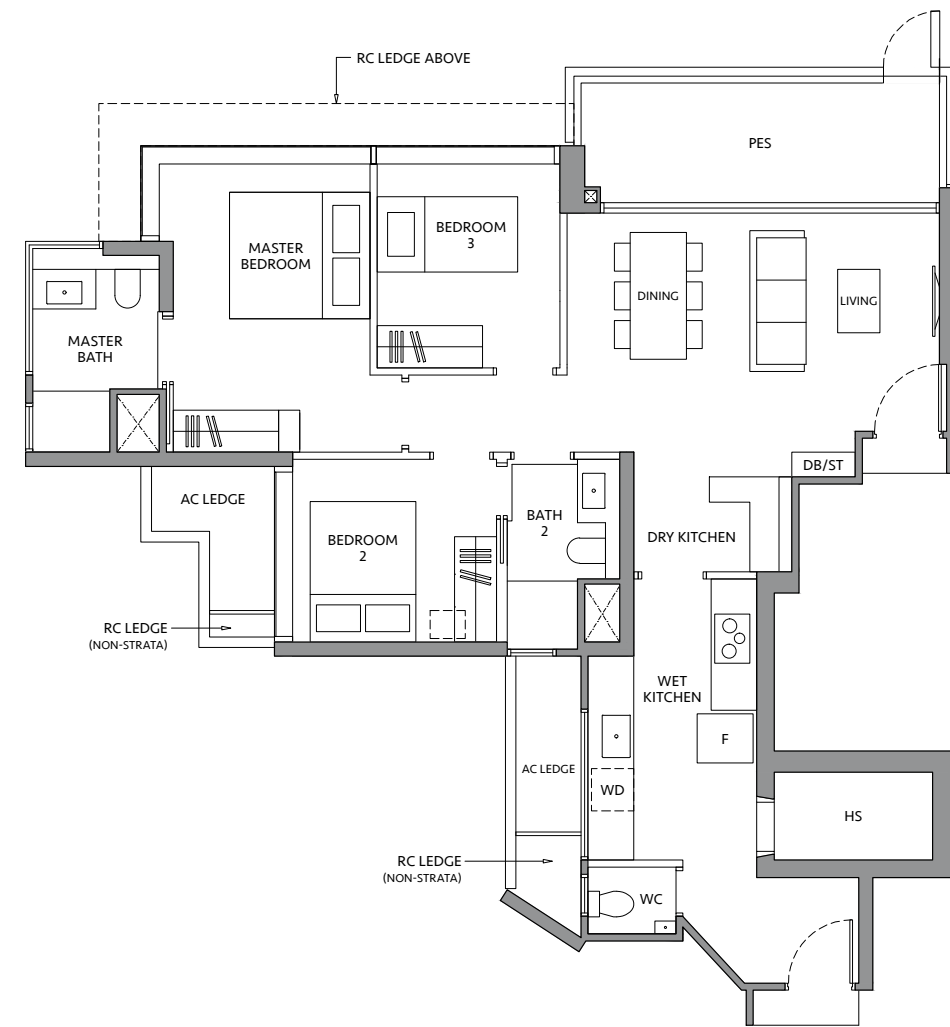 RC LEDGE ABOVE
PES
MASTER
BEDROOM
BEDROOM
3
DINING
LIVING
MASTER
BATH
DB/ST
AC LEDGE
BEDROOM
2
BATH
2
DRY KITCHEN
RC LEDGE
(NON-STRATA)
WET
KITCHEN
F
AC LEDGE
WD
HS
RC LEDGE
(NON-STRATA)
WC